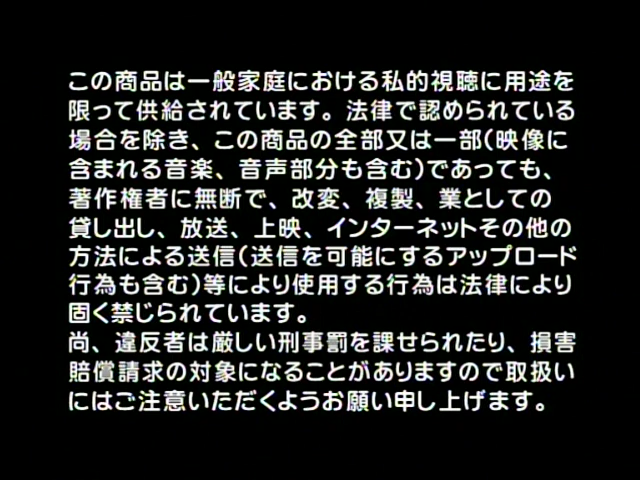 この商品は一般家庭における私的視聴に用途を
限って供給されています。法律で認められている
場合を除き、この商品の全部又は一部(映像に
含まれる音楽、音声部分も含む)であっても、
著作権者に無断で、改変、複製、業としての
貸し出し、放送、上映、インターネットその他の
方法による送信(送信を可能にするアップロード
行為も含む)等により使用する行為は法律により
固く禁じられています。
尚、違反者は厳しい刑事罰を課せられたり、損害
賠償請求の対象になることがありますので取扱い
にはご注意いただくようお願い申し上げます。